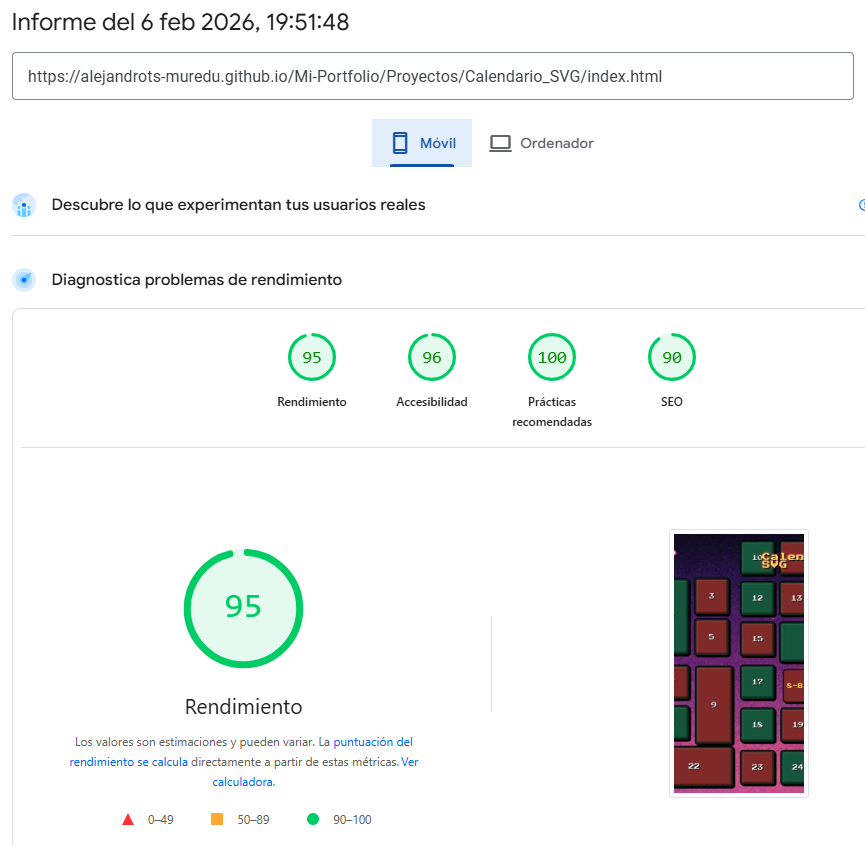 Informe del 6 feb 2026, 19:51:48
https://alejandrots-muredu.github.io/Mi-Portfolio/Proyectos/Calendario_SVG/index.html
Móvil
Ordenador
Descubre lo que experimentan tus usuarios reales
Diagnostica problemas de rendimiento
95
96
100
90
Rendimiento
Accesibilidad
Prácticas
recomendadas
SEO
95
Rendimiento
Los valores son estimaciones y pueden variar. La puntuación del
rendimiento se calcula directamente a partir de estas métricas. Ver
calculadora.
0–49
50–89
90–100
10
Calen
SVG
3
12
13
5
15
17
S-B
9
18
19
22
23
24